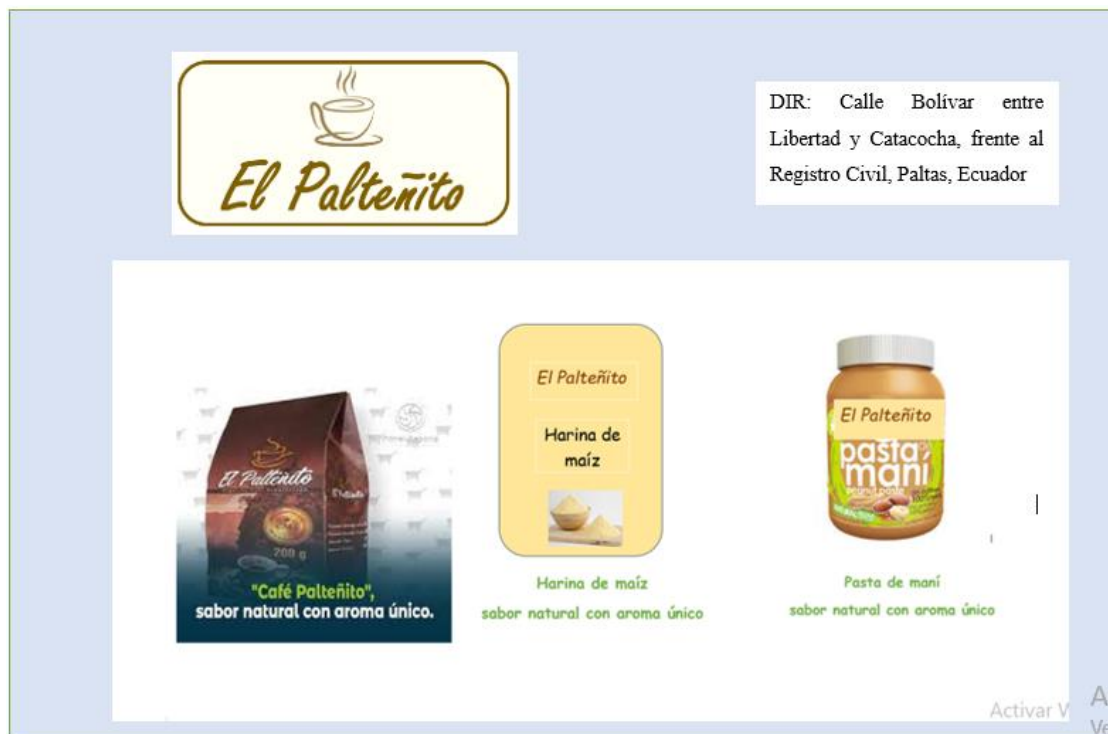 El Palteñito
DIR: Calle Bolívar entre
Libertad y Catacocha, frente al
Registro Civil, Paltas, Ecuador
El Palteñito
200 g
"Café Palteñito",
sabor natural con aroma único.
El Palteñito
Harina de
maíz
Harina de maíz
sabor natural con aroma único
El Palteñito
pasta
maní
peanut paste
Pasta de maní
sabor natural con aroma único
Activar